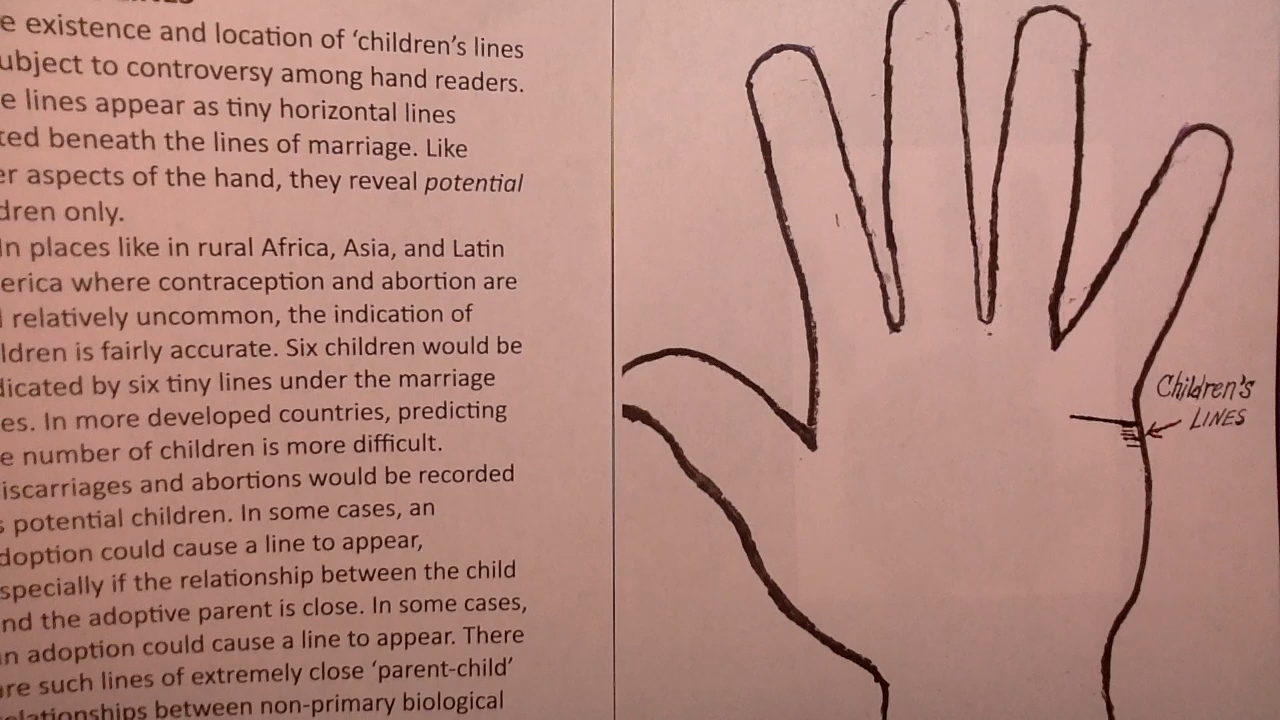 e existence and location of ‘children’s lines
ubject to controversy among hand readers.
e lines appear as tiny horizontal lines
ted beneath the lines of marriage. Like
er aspects of the hand, they reveal potential
dren only.
In places like in rural Africa, Asia, and Latin
erica where contraception and abortion are
l relatively uncommon, the indication of
ldren is fairly accurate. Six children would be
dicated by six tiny lines under the marriage
es. In more developed countries, predicting
e number of children is more difficult.
iscarriages and abortions would be recorded
s potential children. In some cases, an
doption could cause a line to appear,
specially if the relationship between the child
nd the adoptive parent is close. In some cases,
n adoption could cause a line to appear. There
re such lines of extremely close ‘parent-child’
elationships between non-primary biological
Children's
LINES